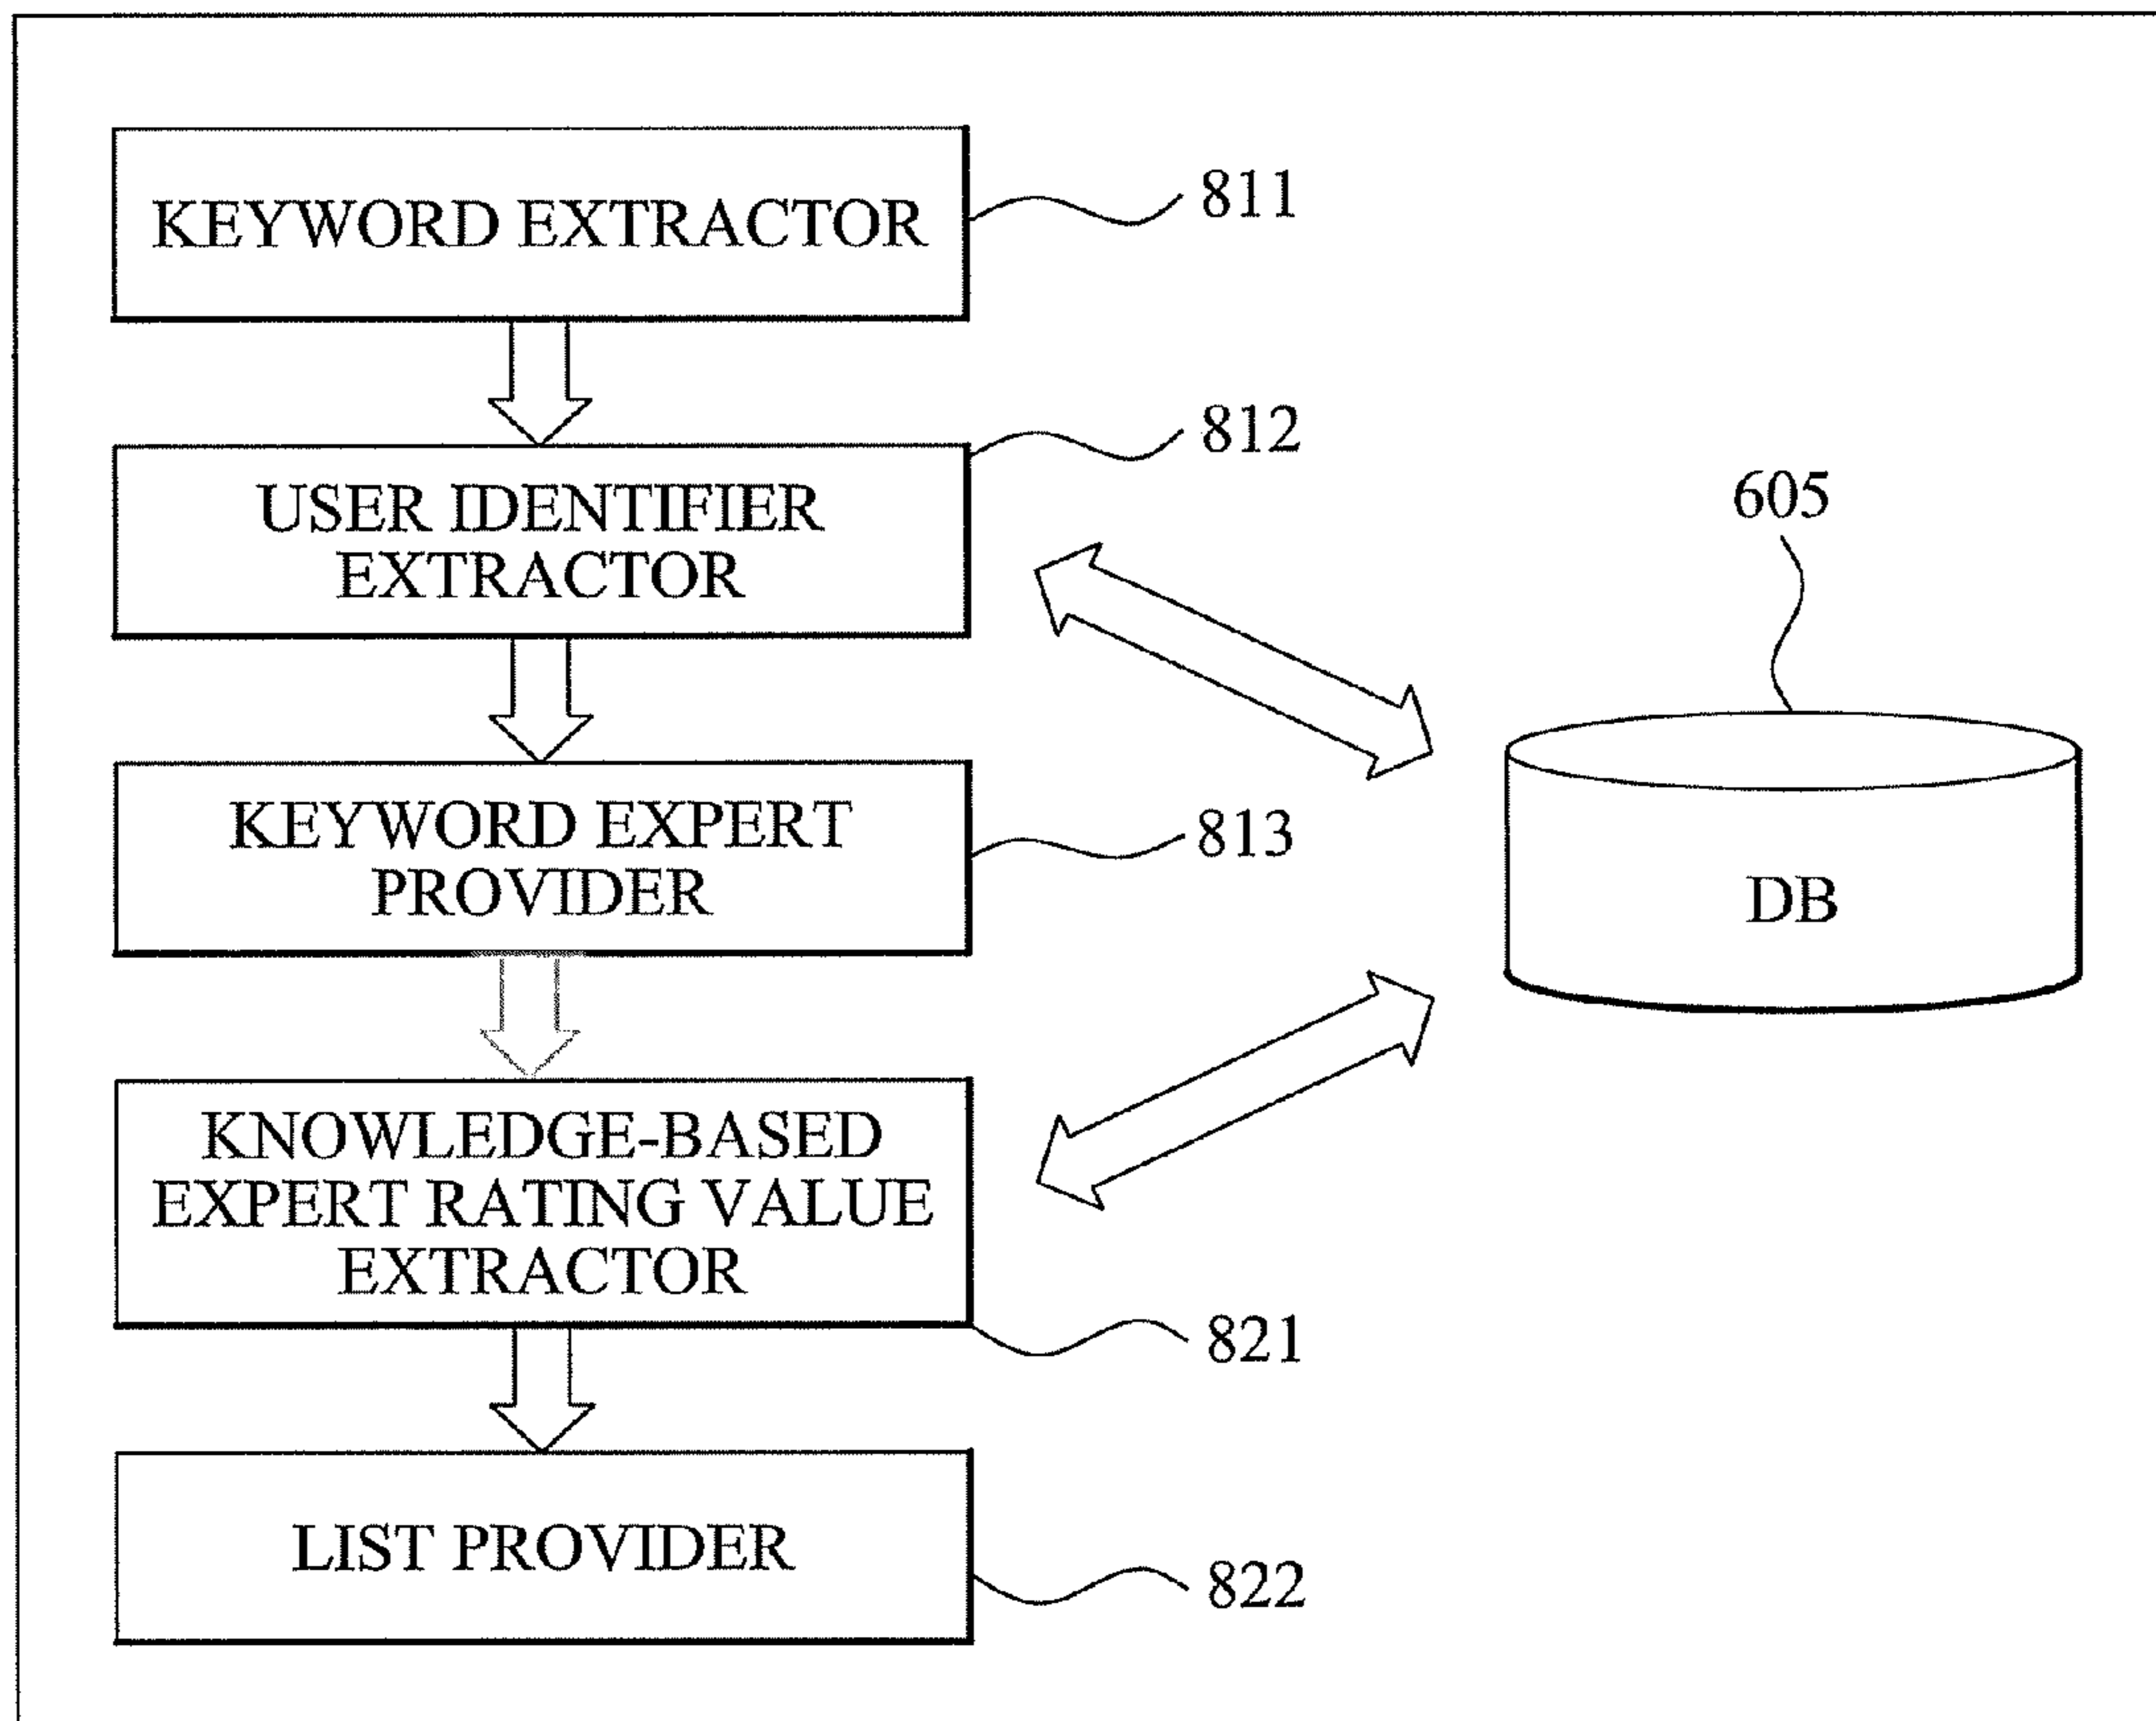 KEYWORD EXTRACTOR
811
812
USER IDENTIFIER
EXTRACTOR
605
KEYWORD EXPERT
PROVIDER
813
DB
KNOWLEDGE-BASED
EXPERT RATING VALUE
EXTRACTOR
821
LIST PROVIDER
822